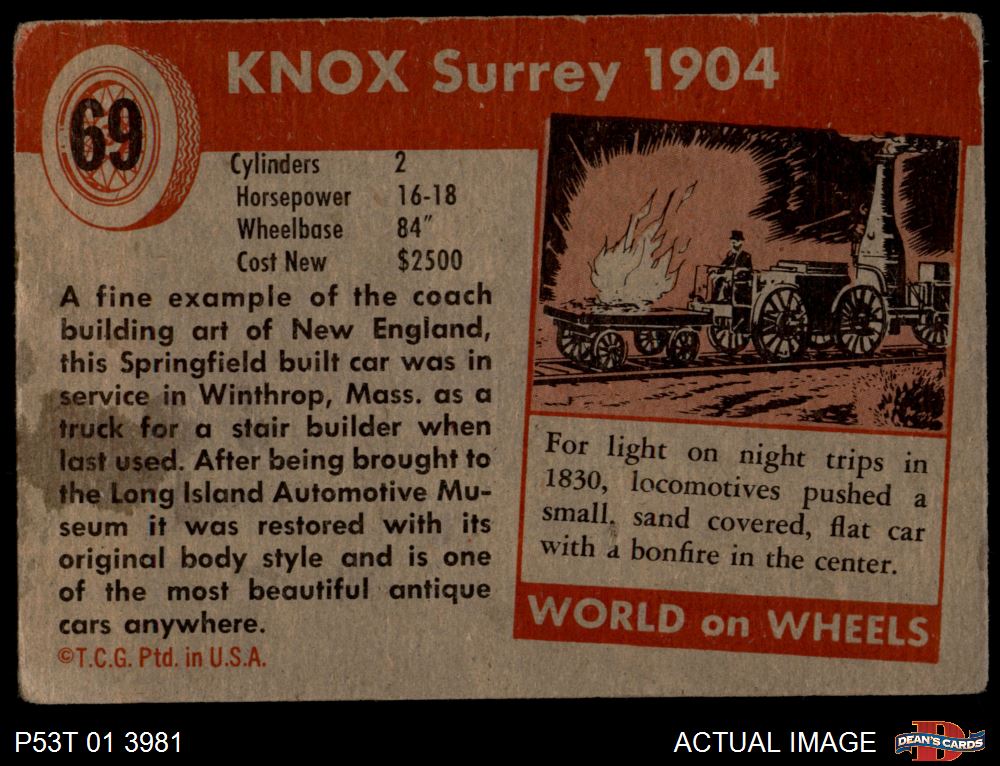 69
KNOX Surrey 1904
Cylinders 2
Horsepower 16-18
Wheelbase 84"
Cost New $2500
A fine example of the coach
building art of New England,
this Springfield built car was in
service in Winthrop, Mass. as a
truck for a stair builder when
last used. After being brought to
the Long Island Automotive Mu-
seum it was restored with its
original body style and is one
of the most beautiful antique
cars anywhere.
©T.C.G. Ptd. in U.S.A.
For light on night trips in
1830, locomotives pushed a
small, sand covered, flat car
with a bonfire in the center.
WORLD on WHEELS
P53T 01 3981
ACTUAL IMAGE
DEAN'S CARDS